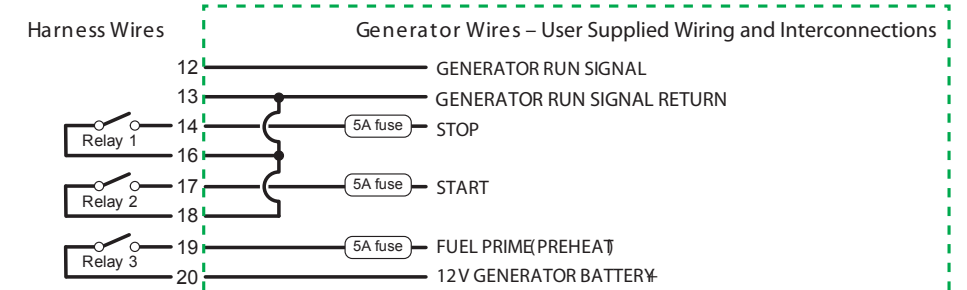 Harness Wires
Generator Wires – User Supplied Wiring and Interconnections
12 GENERATOR RUN SIGNAL
13 GENERATOR RUN SIGNAL RETURN
14 5A fuse STOP
Relay 1
16
17 5A fuse START
Relay 2
18
19 5A fuse FUEL PRIME(PREHEAT)
Relay 3
20 12V GENERATOR BATTERY+